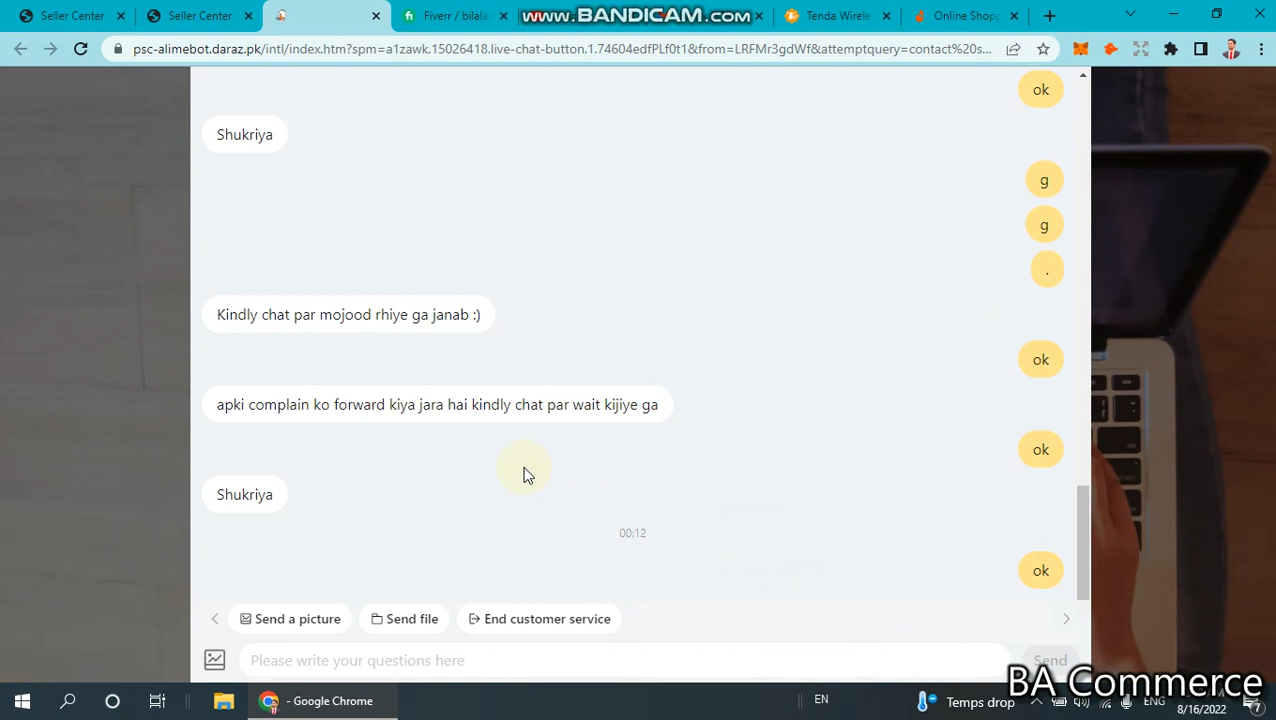 Seller Center
Seller Center
Fiverr / bilala
WWW.BANDICAM.COM
Tenda Wirele
Online Shopp
psc-alimebot.daraz.pk/intl/index.htm?spm=a1zawk.15026418.live-chat-button.1.74604edfPLf0t1&from=LRFMr3gdWf&attemptquery=contact%20s...
ok
Shukriya
g
g
.
Kindly chat par mojood rhiye ga janab :)
ok
apki complain ko forward kiya jara hai kindly chat par wait kijiye ga
ok
Shukriya
00:12
ok
Send a picture
Send file
End customer service
Please write your questions here
Send
BA Commerce
- Google Chrome
EN
Temps drop
ENG
8/16/2022
7